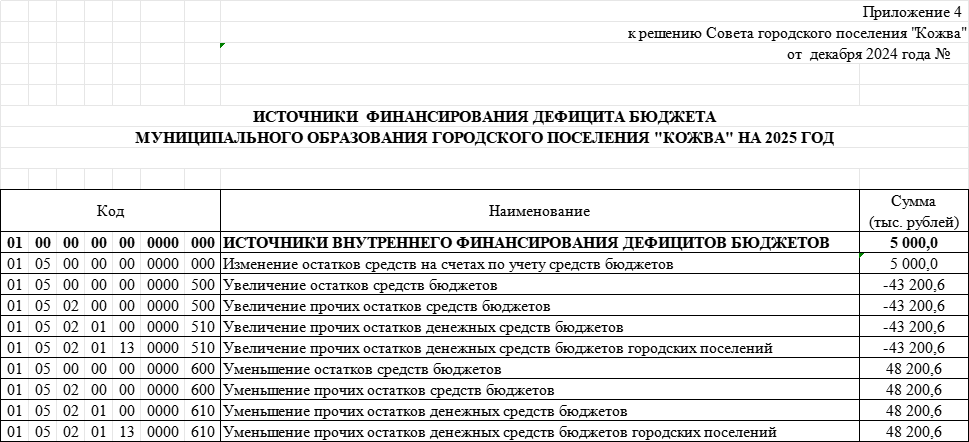 Приложение 4
к решению Совета городского поселения "Кожва"
от  декабря 2024 года №
ИСТОЧНИКИ  ФИНАНСИРОВАНИЯ ДЕФИЦИТА БЮДЖЕТА
МУНИЦИПАЛЬНОГО ОБРАЗОВАНИЯ ГОРОДСКОГО ПОСЕЛЕНИЯ "КОЖВА" НА 2025 ГОД
Код Наименование Сумма
(тыс. рублей)
01 00 00 00 00 0000 000 ИСТОЧНИКИ ВНУТРЕННЕГО ФИНАНСИРОВАНИЯ ДЕФИЦИТОВ БЮДЖЕТОВ 5 000,0
01 05 00 00 00 0000 000 Изменение остатков средств на счетах по учету средств бюджетов 5 000,0
01 05 00 00 00 0000 500 Увеличение остатков средств бюджетов -43 200,6
01 05 02 00 00 0000 500 Увеличение прочих остатков средств бюджетов -43 200,6
01 05 02 01 00 0000 510 Увеличение прочих остатков денежных средств бюджетов -43 200,6
01 05 02 01 13 0000 510 Увеличение прочих остатков денежных средств бюджетов городских поселений -43 200,6
01 05 00 00 00 0000 600 Уменьшение остатков средств бюджетов 48 200,6
01 05 02 00 00 0000 600 Уменьшение прочих остатков средств бюджетов 48 200,6
01 05 02 01 00 0000 610 Уменьшение прочих остатков денежных средств бюджетов 48 200,6
01 05 02 01 13 0000 610 Уменьшение прочих остатков денежных средств бюджетов городских поселений 48 200,6